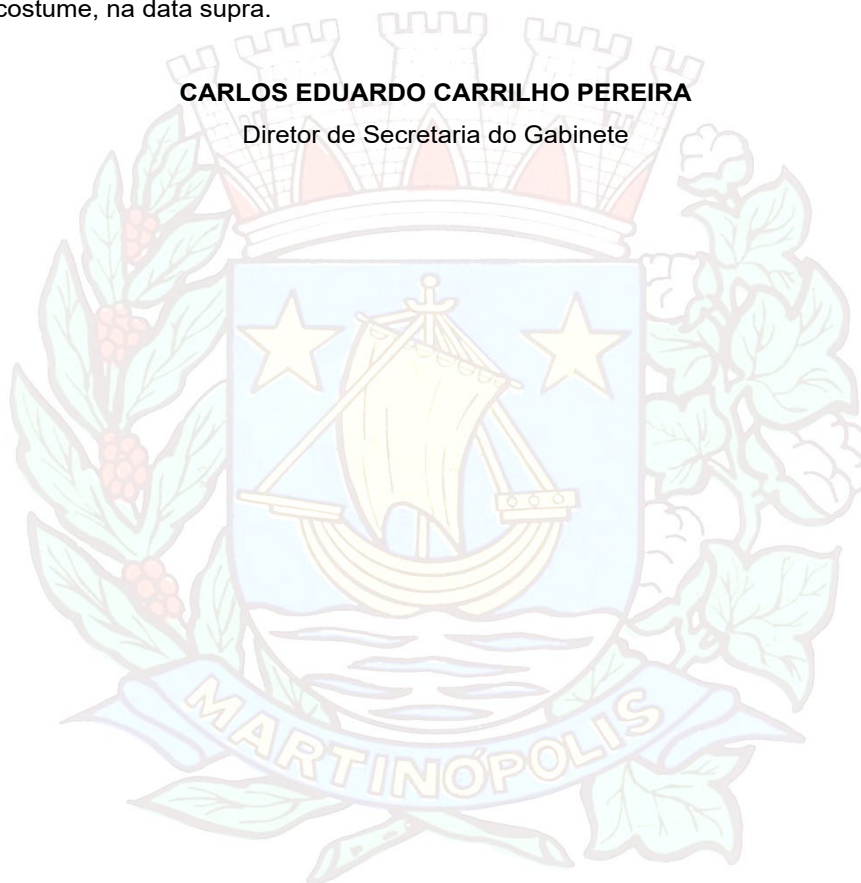 costume, na data supra.
CARLOS EDUARDO CARRILHO PEREIRA
Diretor de Secretaria do Gabinete
MARTINÓPOLIS